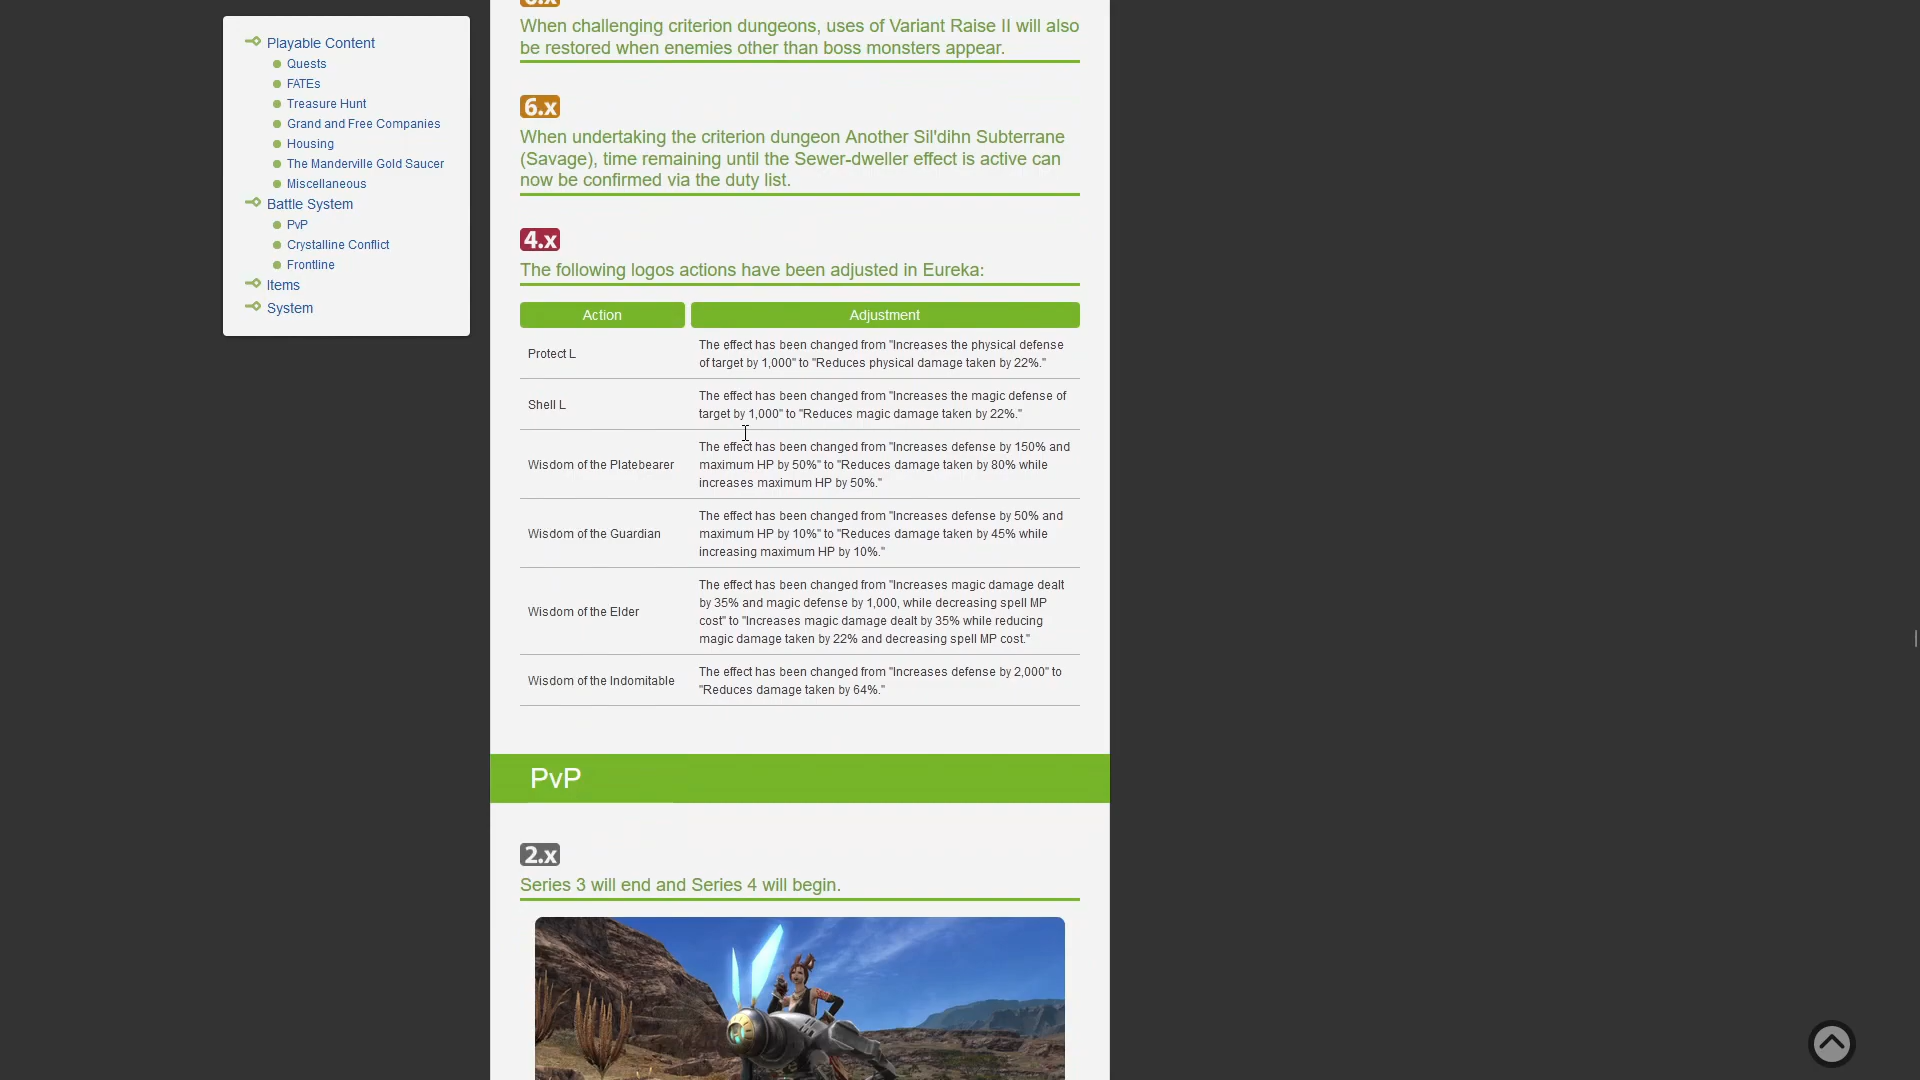 Playable Content
Quests
FATEs
Treasure Hunt
Grand and Free Companies
Housing
The Manderville Gold Saucer
Miscellaneous
Battle System
PvP
Crystalline Conflict
Frontline
Items
System
When challenging criterion dungeons, uses of Variant Raise II will also
be restored when enemies other than boss monsters appear.
6.x
When undertaking the criterion dungeon Another Sil'dihn Subterrane
(Savage), time remaining until the Sewer-dweller effect is active can
now be confirmed via the duty list.
4.x
The following logos actions have been adjusted in Eureka:
Action
Adjustment
Protect L
The effect has been changed from "Increases the physical defense
of target by 1,000" to "Reduces physical damage taken by 22%."
Shell L
The effect has been changed from "Increases the magic defense of
target by 1,000" to "Reduces magic damage taken by 22%."
Wisdom of the Platebearer
The effect has been changed from "Increases defense by 150% and
maximum HP by 50%" to "Reduces damage taken by 80% while
increases maximum HP by 50%."
Wisdom of the Guardian
The effect has been changed from "Increases defense by 50% and
maximum HP by 10%" to "Reduces damage taken by 45% while
increasing maximum HP by 10%."
Wisdom of the Elder
The effect has been changed from "Increases magic damage dealt
by 35% and magic defense by 1,000, while decreasing spell MP
cost" to "Increases magic damage dealt by 35% while reducing
magic damage taken by 22% and decreasing spell MP cost."
Wisdom of the Indomitable
The effect has been changed from "Increases defense by 2,000" to
"Reduces damage taken by 64%."
PvP
2.x
Series 3 will end and Series 4 will begin.